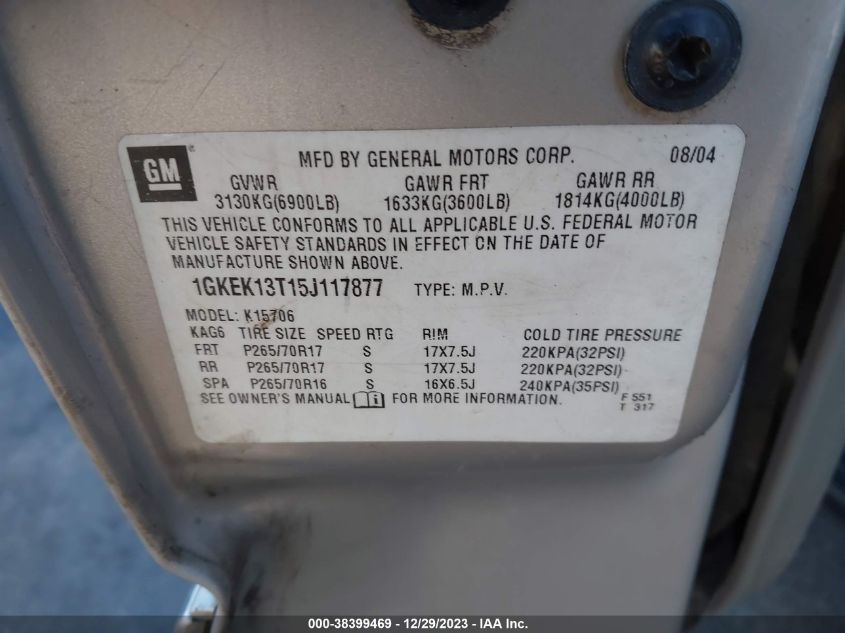 GM
MFD BY GENERAL MOTORS CORP. 08/04
GVWR GAWR FRT GAWR RR
3130KG(6900LB) 1633KG(3600LB) 1814KG(4000LB)
THIS VEHICLE CONFORMS TO ALL APPLICABLE U.S. FEDERAL MOTOR
VEHICLE SAFETY STANDARDS IN EFFECT ON THE DATE OF
MANUFACTURE SHOWN ABOVE.
1GKEK13T15J117877 TYPE: M.P.V.
MODEL: K15706
KAG6 TIRE SIZE SPEED RTG RIM COLD TIRE PRESSURE
FRT P265/70R17 S 17X7.5J 220KPA(32PSI)
RR P265/70R17 S 17X7.5J 220KPA(32PSI)
SPA P265/70R16 S 16X6.5J 240KPA(35PSI)
SEE OWNER'S MANUAL FOR MORE INFORMATION. F 551
T 317
000-38399469 - 12/29/2023 - IAA Inc.